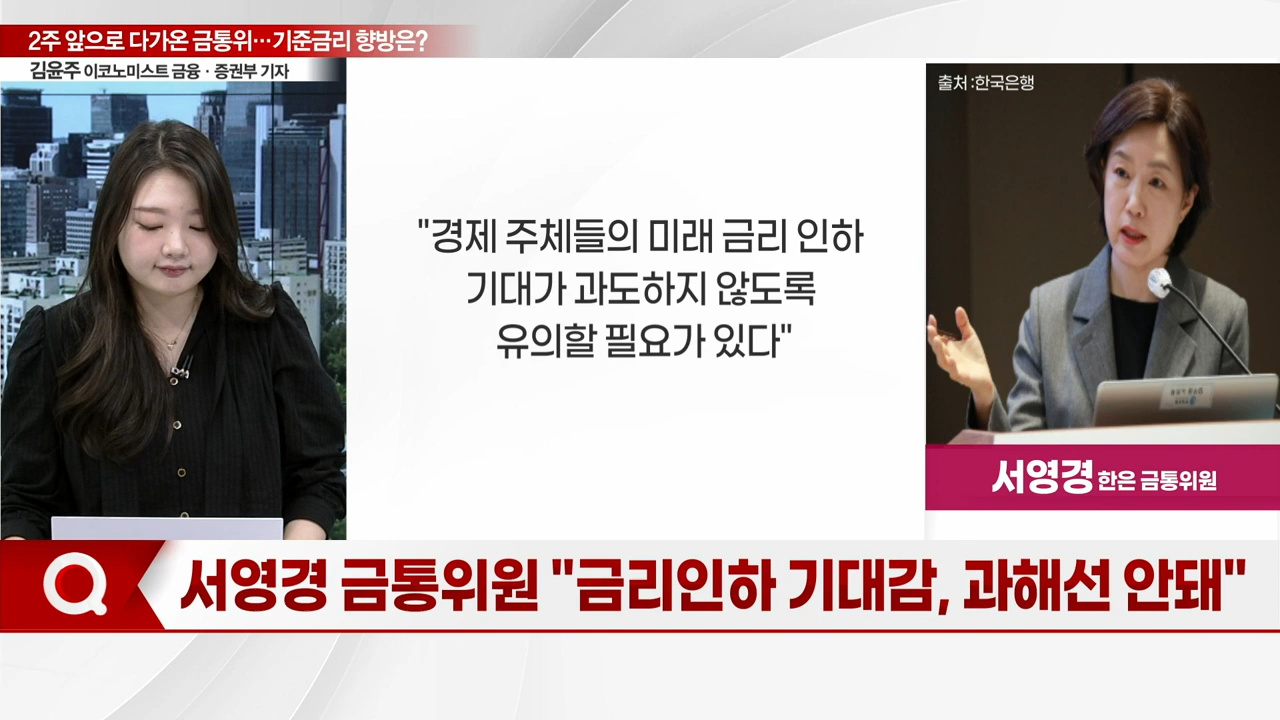 2주 앞으로 다가온 금통위…기준금리 향방은?
김윤주 이코노미스트 금융·증권부 기자
출처:한국은행
"경제 주체들의 미래 금리 인하
기대가 과도하지 않도록
유의할 필요가 있다"
서영경 한은 금통위원
서영경 금통위원 "금리인하 기대감, 과해선 안돼"